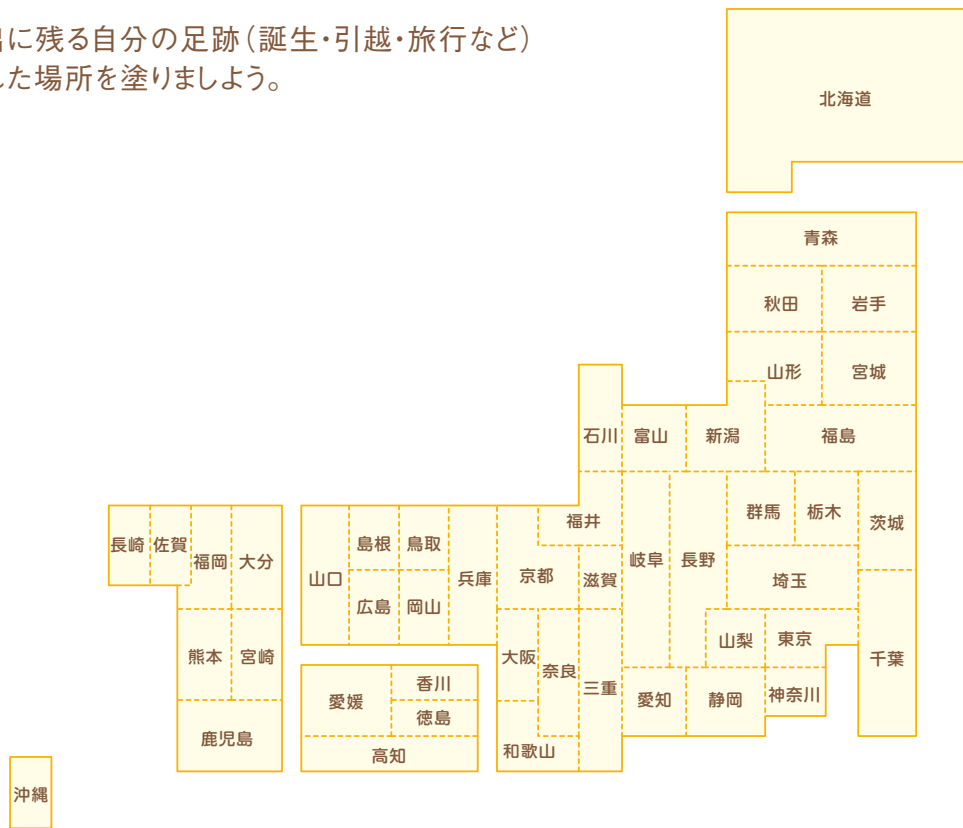 に残る自分の足跡（誕生・引越・旅行など）
した場所を塗りましよう。
北海道
青森
秋田
岩手
山形
宮城
石川
富山
新潟
福島
福井
群馬
栃木
茨城
長崎
佐賀
福岡
大分
山口
島根
鳥取
兵庫
京都
滋賀
岐阜
長野
埼玉
広島
岡山
熊本
宮崎
大阪
奈良
三重
山梨
東京
千葉
愛媛
香川
徳島
愛知
静岡
神奈川
鹿児島
高知
和歌山
沖縄